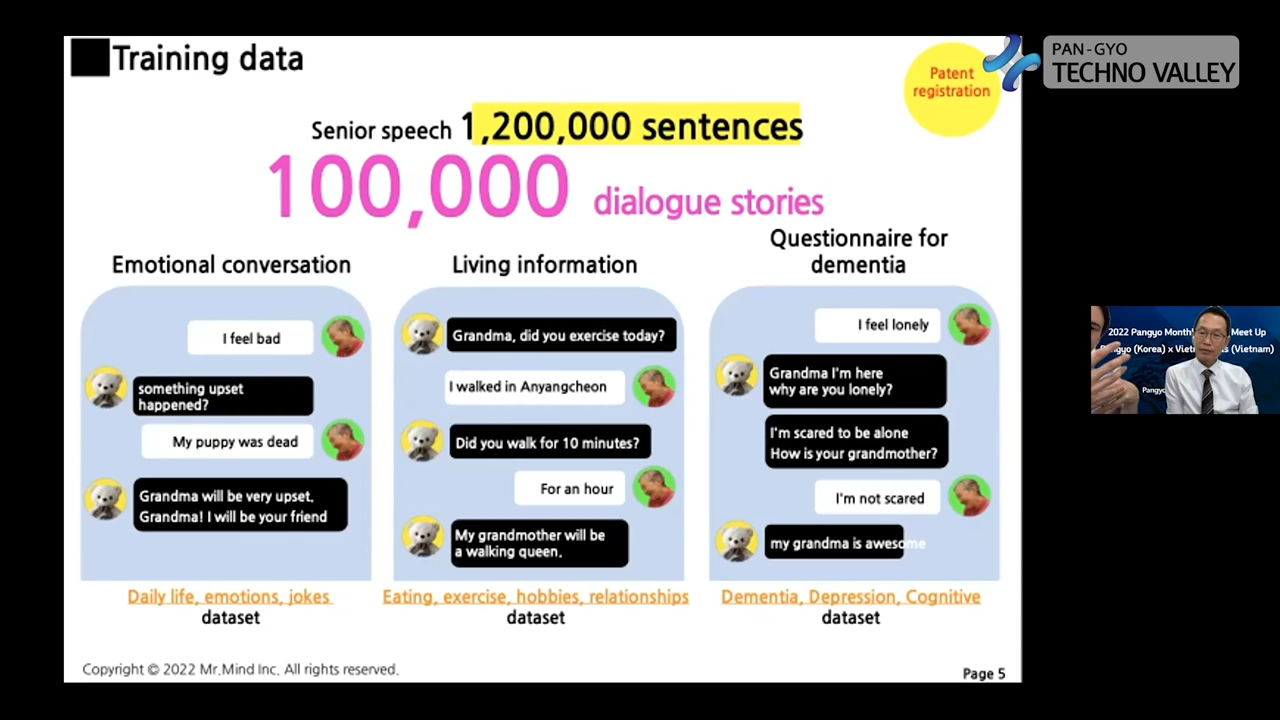 Training data
Patent
registration
PAN-GYO
TECHNO VALLEY
Senior speech 1,200,000 sentences
100,000 dialogue stories
Emotional conversation
I feel bad
something upset
happened?
My puppy was dead
Grandma will be very upset.
Grandma! I will be your friend
Daily life, emotions, jokes
dataset
Living information
Grandma, did you exercise today?
I walked in Anyangcheon
Did you walk for 10 minutes?
For an hour
My grandmother will be
a walking queen.
Eating, exercise, hobbies, relationships
dataset
Questionnaire for
dementia
I feel lonely
Grandma I'm here
why are you lonely?
I'm scared to be alone
How is your grandmother?
I'm not scared
my grandma is awesome
Dementia, Depression, Cognitive
dataset
2022 Pangyo Meet Up
(Korea) x (Vietnam)
Copyright © 2022 Mr.Mind Inc. All rights reserved.
Page 5